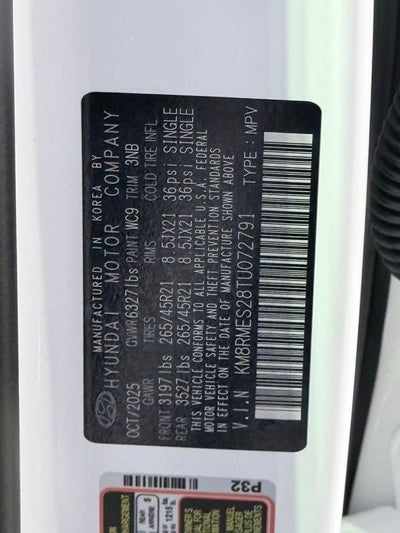 MANUFACTURED IN KOREA BY
HYUNDAI MOTOR COMPANY
OCT/2025 GVWR 6327lbs PAINT WC9 TRIM 3NB
GAWR TIRES RIMS COLD TIRE INFL.
FRONT 3197lbs 265/45R21 8.5JX21 36psi SINGLE
REAR 3527lbs 265/45R21 8.5JX21 36psi SINGLE
THIS VEHICLE CONFORMS TO ALL APPLICABLE U.S.A. FEDERAL
MOTOR VEHICLE SAFETY AND THEFT PREVENTION STANDARDS
IN EFFECT ON THE DATE OF MANUFACTURE SHOWN ABOVE
V.I.N : KM8RMES28TU072791 TYPE : MPV
P32